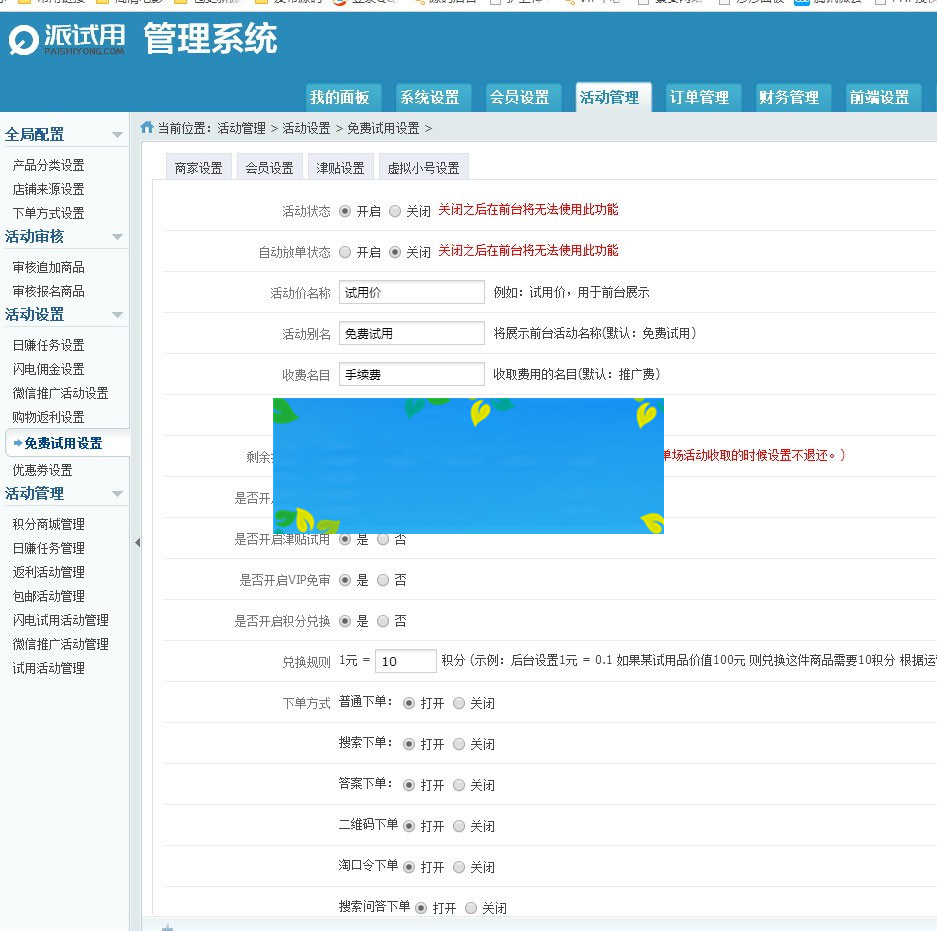 派试用
PAISHIYONG.COM
管理系统
我的面板 系统设置 会员设置 活动管理 订单管理 财务管理 前端设置
当前位置：活动管理 > 活动设置 > 免费试用设置 >
全局配置
产品分类设置
店铺来源设置
下单方式设置
活动审核
审核追加商品
审核报名商品
活动设置
日赚任务设置
闪电佣金设置
微信推广活动设置
购物返利设置
免费试用设置
优惠券设置
活动管理
积分商城管理
日赚任务管理
返利活动管理
包邮活动管理
闪电试用活动管理
微信推广活动管理
试用活动管理
商家设置 会员设置 津贴设置 虚拟小号设置
活动状态 开启 关闭 关闭之后在前台将无法使用此功能
自动放单状态 开启 关闭 关闭之后在前台将无法使用此功能
活动价名称 试用价 例如：试用价，用于前台展示
活动别名 免费试用 将展示前台活动名称(默认：免费试用)
收费名目 手续费 收取费用的名目(默认：推广费)
剩余 单场活动收取的时候设置不退还。)
是否开
是否开启津贴试用 是 否
是否开启VIP免审 是 否
是否开启积分兑换 是 否
兑换规则 1元 = 10 积分 (示例：后台设置1元 = 0.1 如果某试用品价值100元 则兑换这件商品需要10积分 根据运
下单方式 普通下单： 打开 关闭
搜索下单： 打开 关闭
答案下单： 打开 关闭
二维码下单 打开 关闭
淘口令下单 打开 关闭
搜索问答下单 打开 关闭